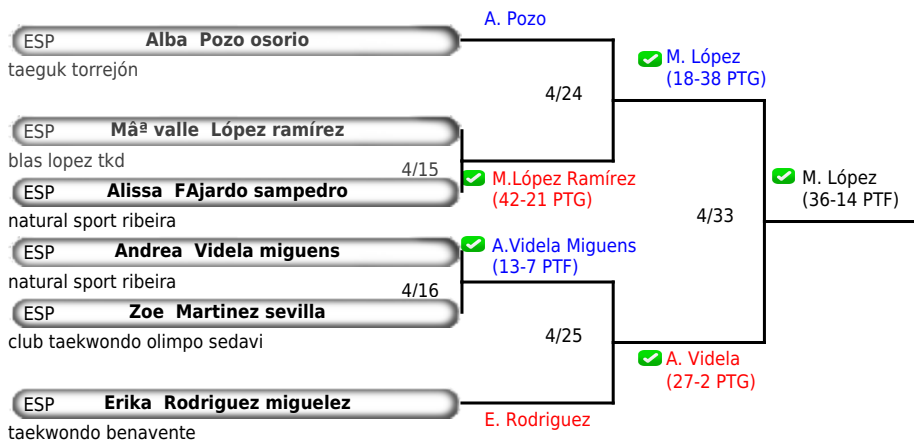 A. Pozo
ESP Alba Pozo osorio
taeguk torrejón
M. López
(18-38 PTG)
4/24
ESP Mâª valle López ramírez
blas lopez tkd
4/15
M.López Ramírez
(42-21 PTG)
ESP Alissa FAjardo sampedro
natural sport ribeira
M. López
(36-14 PTF)
4/33
ESP Andrea Videla miguens
natural sport ribeira
A.Videla Miguens
(13-7 PTF)
4/16
ESP Zoe Martinez sevilla
club taekwondo olimpo sedavi
4/25
A. Videla
(27-2 PTG)
ESP Erika Rodriguez miguelez
taekwondo benavente
E. Rodriguez